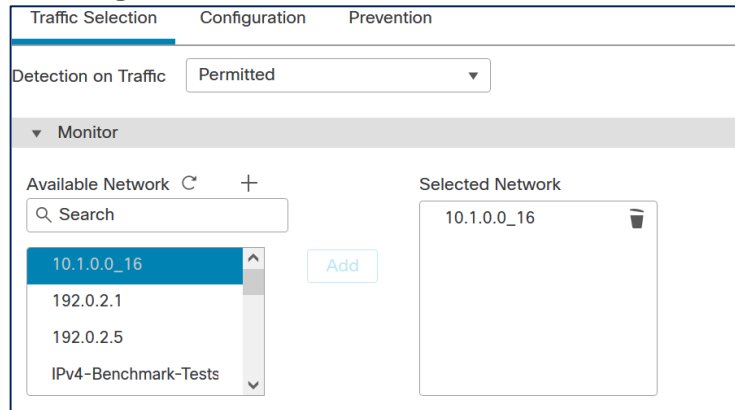 Traffic Selection Configuration Prevention
Detection on Traffic Permitted
Monitor
Available Network Selected Network
Search
10.1.0.0_16
10.1.0.0_16
Add
192.0.2.1
192.0.2.5
IPv4-Benchmark-Tests